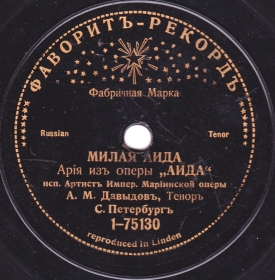 ФАВОРИТЪ-РЕКОРДЪ
Фабричная Марка
Russian Tenor
МИЛАЯ АИДА
Арія изъ оперы „АИДА“
исп. Артистъ Импер. Маріинской оперы
А. М. Давыдовъ, Теноръ
С. Петербургъ
1-75130
reproduced in Linden